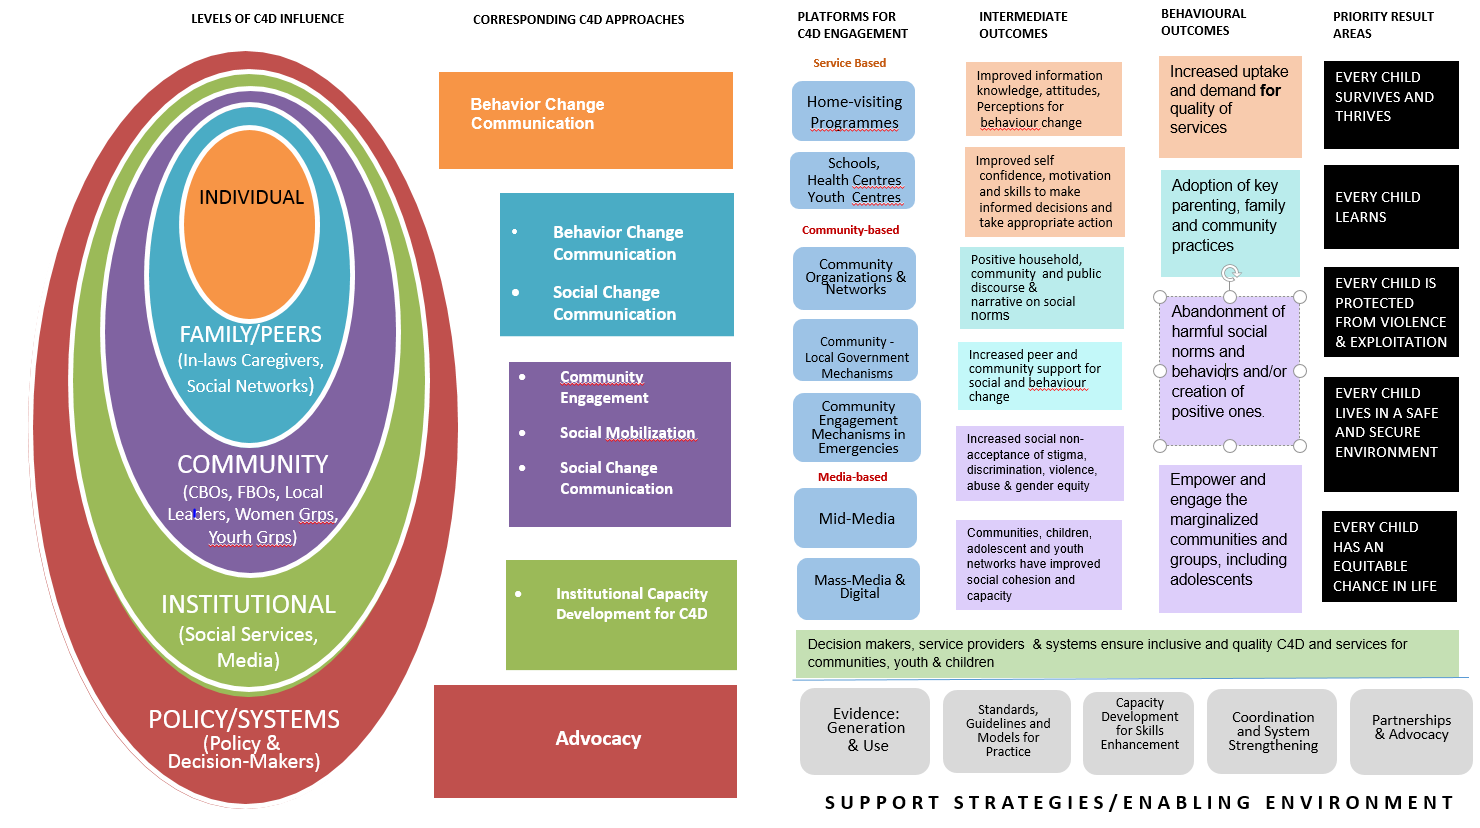 LEVELS OF C4D INFLUENCE
INDIVIDUAL
FAMILY/PEERS
(In-laws Caregivers,
Social Networks)
COMMUNITY
(CBOs, FBOs, Local
Leaders, Women Grps,
Yourh Grps)
INSTITUTIONAL
(Social Services,
Media)
POLICY/SYSTEMS
(Policy &
Decision-Makers)
CORRESPONDING C4D APPROACHES
Behavior Change
Communication
• Behavior Change
Communication
• Social Change
Communication
• Community
Engagement
• Social Mobilization
• Social Change
Communication
• Institutional Capacity
Development for C4D
Advocacy
PLATFORMS FOR
C4D ENGAGEMENT
Service Based
Home-visiting
Programmes
Schools,
Health Centres
Youth Centres
Community-based
Community
Organizations &
Networks
Community -
Local Government
Mechanisms
Community
Engagement
Mechanisms in
Emergencies
Media-based
Mid-Media
Mass-Media &
Digital
INTERMEDIATE
OUTCOMES
Improved information
knowledge, attitudes,
Perceptions for
behaviour change
Improved self
confidence, motivation
and skills to make
informed decisions and
take appropriate action
Positive household,
community and public
discourse &
narrative on social
norms
Increased peer and
community support for
social and behaviour
change
Increased social non-
acceptance of stigma,
discrimination, violence,
abuse & gender equity
Communities, children,
adolescent and youth
networks have improved
social cohesion and
capacity
BEHAVIOURAL
OUTCOMES
Increased uptake
and demand for
quality of
services
Adoption of key
parenting, family
and community
practices
Abandonment of
harmful social
norms and
behaviors and/or
creation of
positive ones.
Empower and
engage the
marginalized
communities and
groups, including
adolescents
PRIORITY RESULT
AREAS
EVERY CHILD
SURVIVES AND
THRIVES
EVERY CHILD
LEARNS
EVERY CHILD IS
PROTECTED
FROM VIOLENCE
& EXPLOITATION
EVERY CHILD
LIVES IN A SAFE
AND SECURE
ENVIRONMENT
EVERY CHILD
HAS AN
EQUITABLE
CHANCE IN LIFE
Decision makers, service providers & systems ensure inclusive and quality C4D and services for
communities, youth & children
Evidence:
Generation
& Use
Standards,
Guidelines and
Models for
Practice
Capacity
Development
for Skills
Enhancement
Coordination
and System
Strengthening
Partnerships
& Advocacy
SUPPORT STRATEGIES/ENABLING ENVIRONMENT